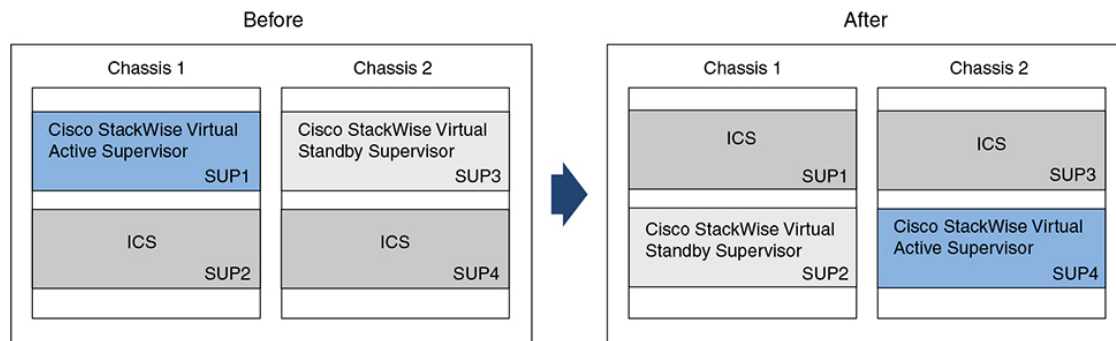 Before
Chassis 1
Chassis 2
Cisco StackWise Virtual
Active Supervisor
SUP1
Cisco StackWise Virtual
Standby Supervisor
SUP3
ICS
SUP2
ICS
SUP4
After
Chassis 1
Chassis 2
ICS
SUP1
ICS
SUP3
Cisco StackWise Virtual
Standby Supervisor
SUP2
Cisco StackWise Virtual
Active Supervisor
SUP4